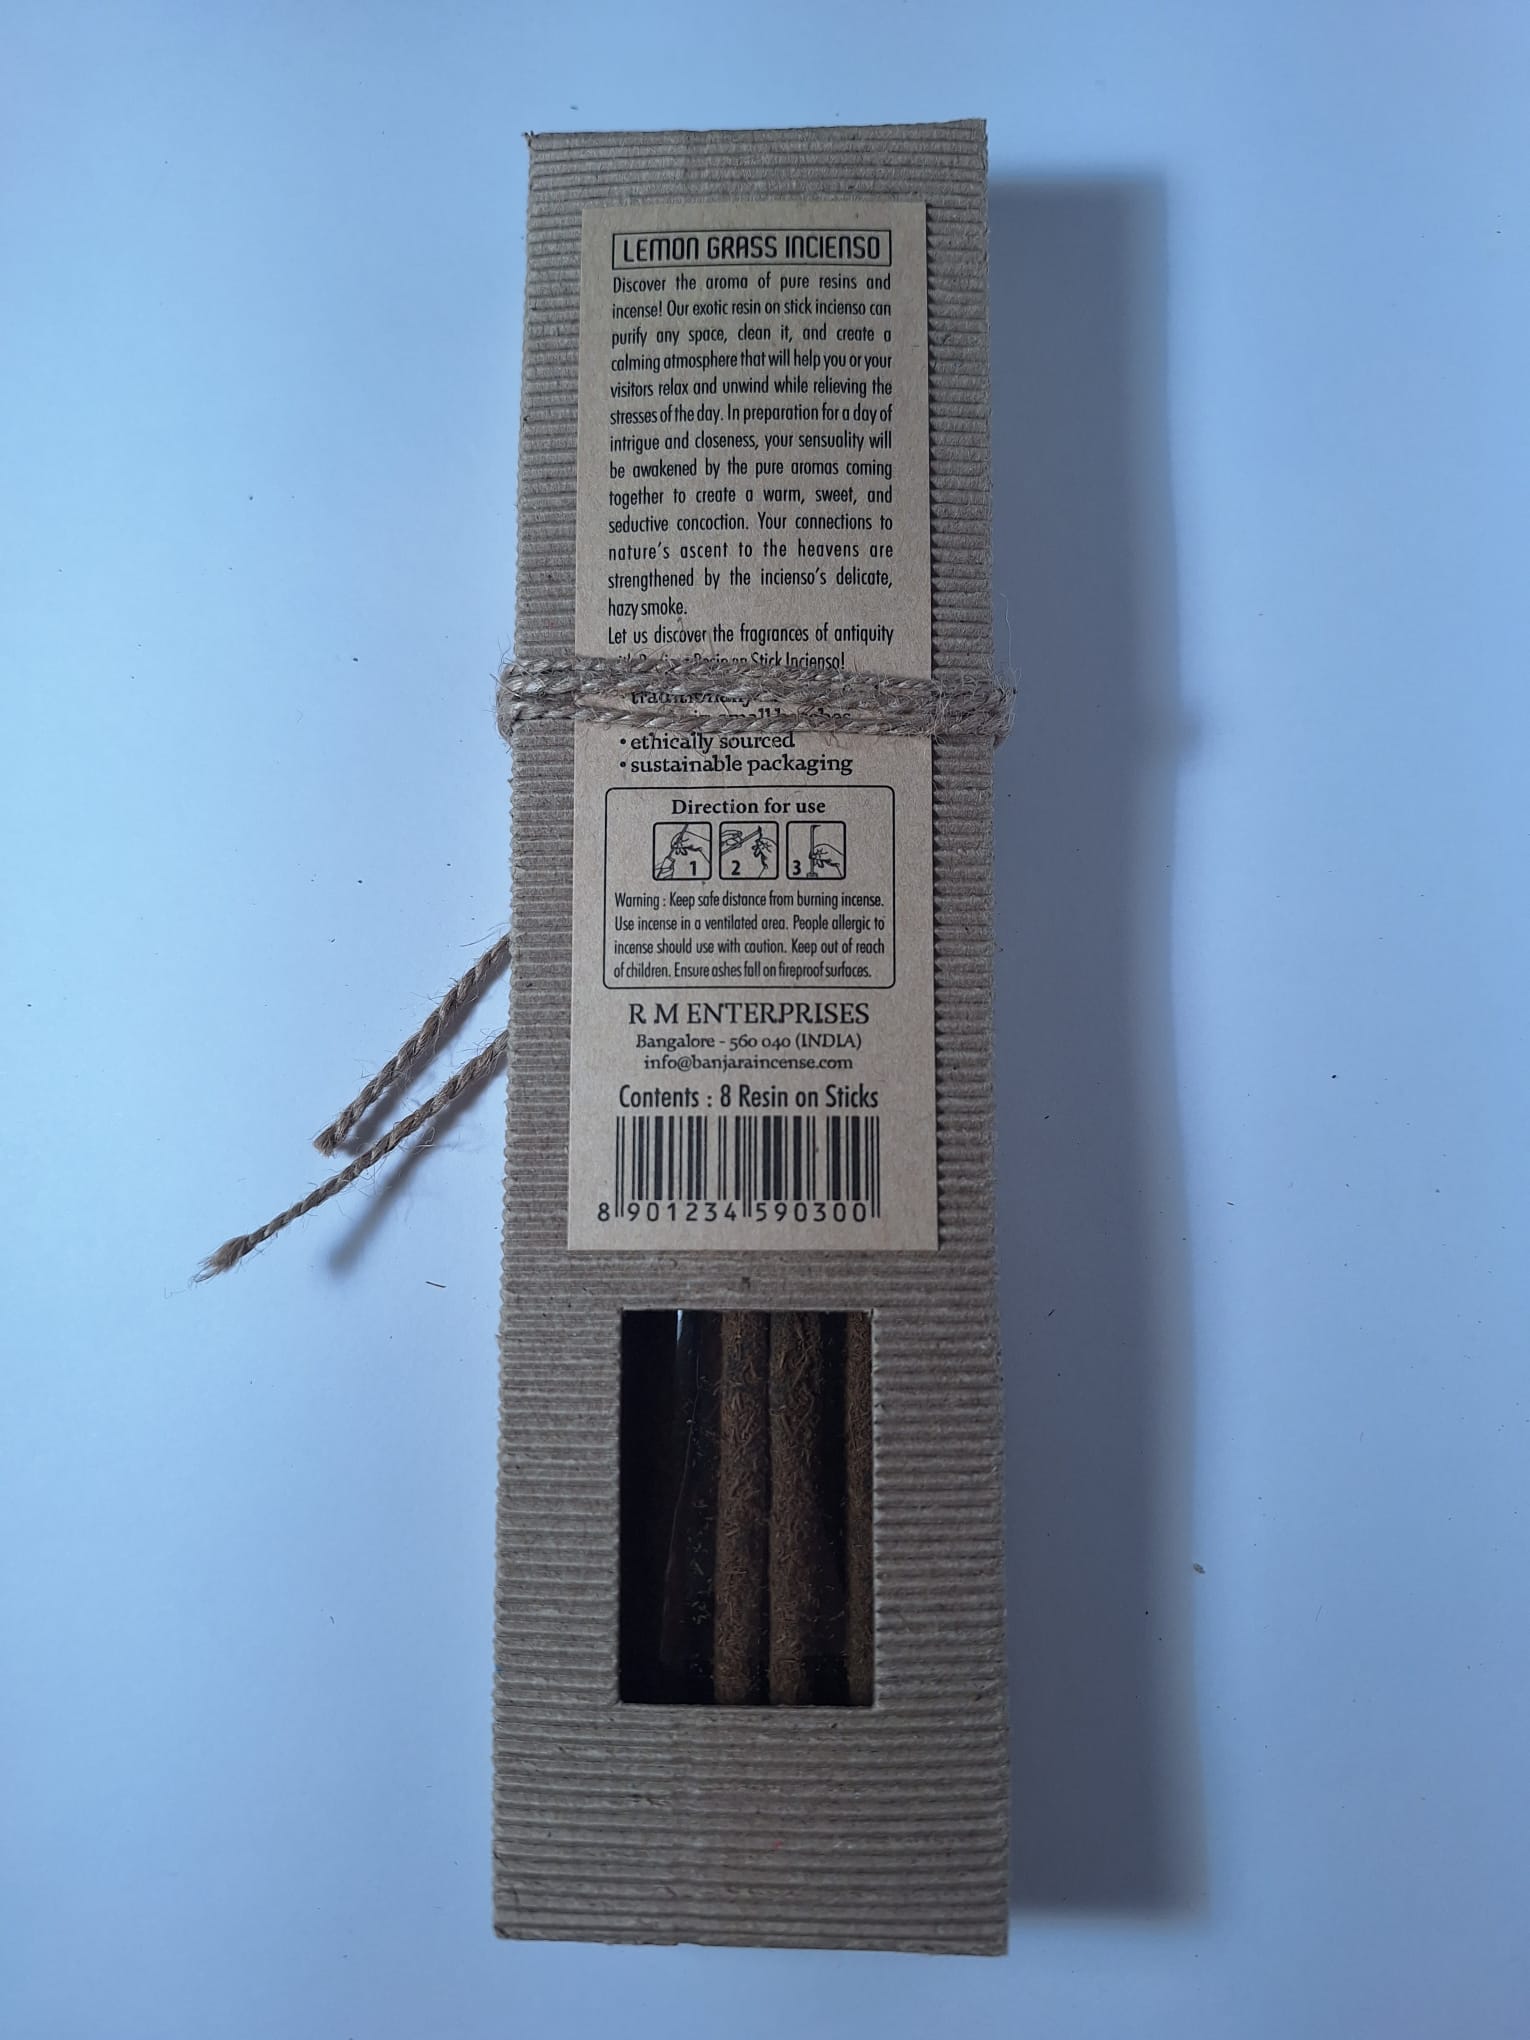 LEMON GRASS INCIENSO
Discover the aroma of pure resins and
incense! Our exotic resin on stick incienso can
purify any space, clean it, and create a
calming atmosphere that will help you or your
visitors relax and unwind while relieving the
stresses of the day. In preparation for a day of
intrigue and closeness, your sensuality will
be awakened by the pure aromas coming
together to create a warm, sweet, and
seductive concoction. Your connections to
nature's ascent to the heavens are
strengthened by the incienso's delicate,
hazy smoke.
Let us discover the fragrances of antiquity
Resin on Stick Incienso!
in small batches
• ethically sourced
• sustainable packaging
Direction for use
1 2 3
Warning : Keep safe distance from burning incense.
Use incense in a ventilated area. People allergic to
incense should use with caution. Keep out of reach
of children. Ensure ashes fall on fireproof surfaces.
R M ENTERPRISES
Bangalore - 560 040 (INDIA)
info@banjaraincense.com
Contents : 8 Resin on Sticks
8 901234 590300